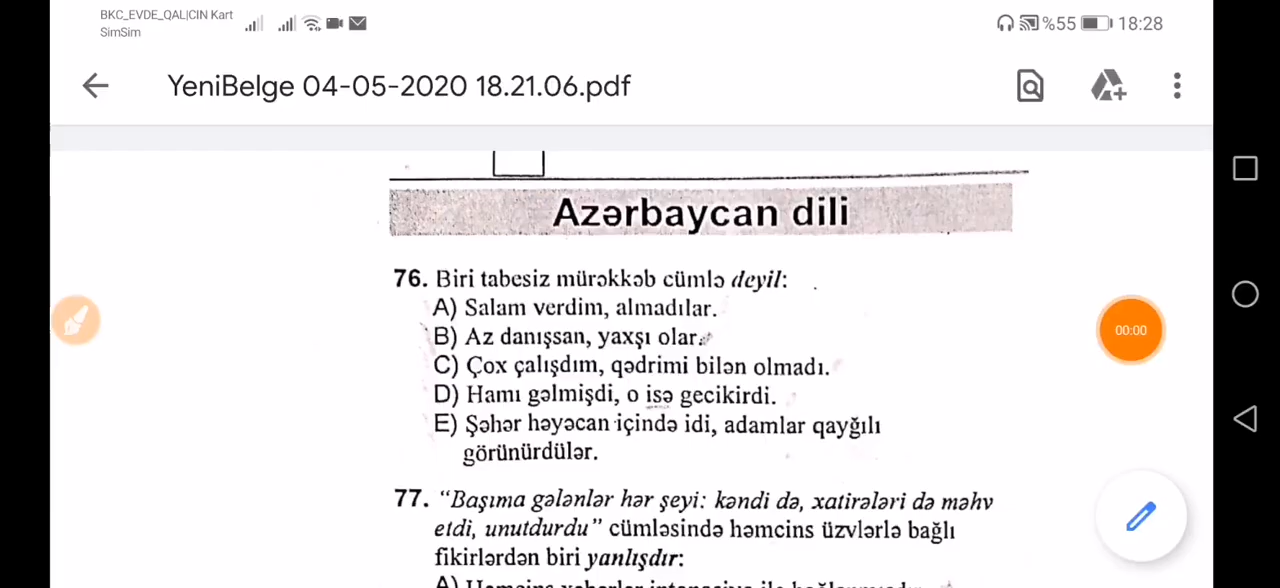 BKC_EVDE_QAL|CIN Kart
SimSim
%55 18:28
YeniBelge 04-05-2020 18.21.06.pdf
Azərbaycan dili
76. Biri tabesiz mürəkkəb cümlə deyil:
A) Salam verdim, almadılar.
B) Az danışsan, yaxşı olar.
C) Çox çalışdım, qədrimi bilən olmadı.
D) Hamı gəlmişdi, o isə gecikirdi.
E) Şəhər həyəcan içində idi, adamlar qayğılı
görünürdülər.
00:00
77. “Başıma gələnlər hər şeyi: kəndi də, xatirələri də məhv
etdi, unutdurdu” cümləsində həmcins üzvlərlə bağlı
fikirlərdən biri yanlışdır: